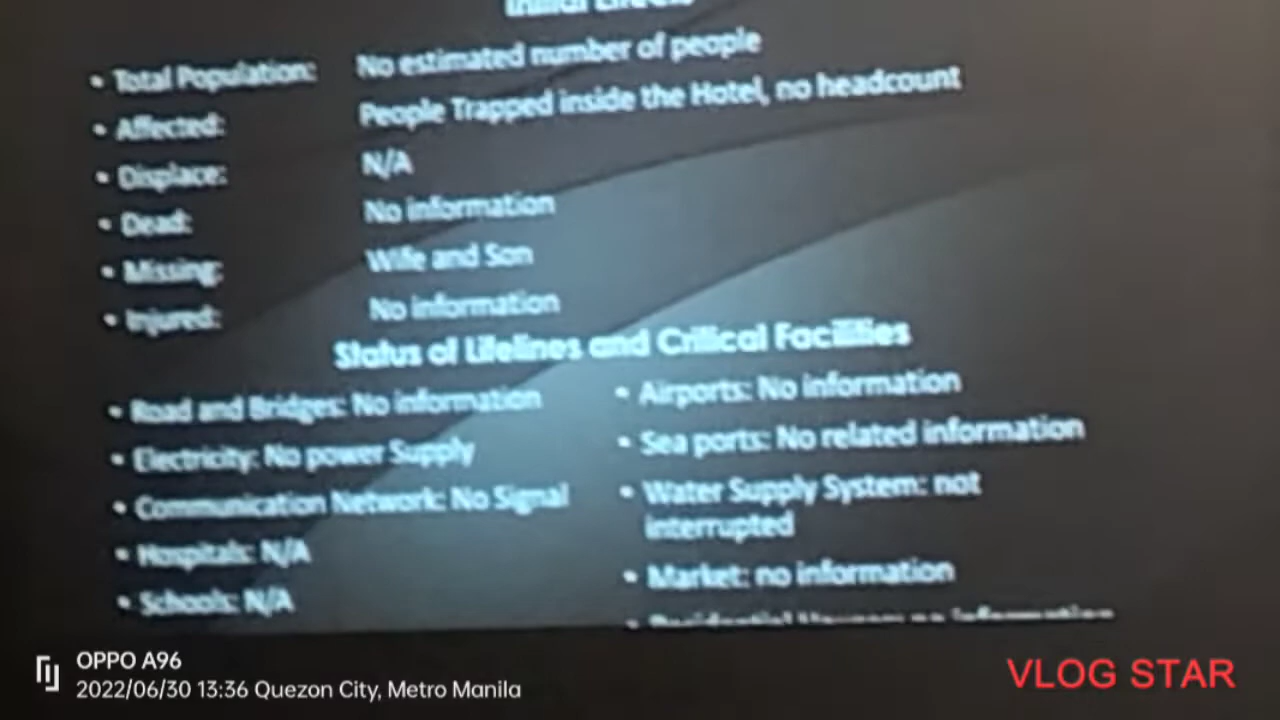 Initial Effects
• Total Population: No estimated number of people
• Affected: People Trapped inside the Hotel, no headcount
• Displace: N/A
• Dead: No information
• Missing: Wife and Son
• Injured: No information
Status of Lifelines and Critical Facilities
• Road and Bridges: No information
• Electricity: No power Supply
• Communication Network: No Signal
• Hospitals: N/A
• Schools: N/A
• Airports: No information
• Sea ports: No related information
• Water Supply System: not
interrupted
• Market: no information
OPPO A96
2022/06/30 13:36 Quezon City, Metro Manila
VLOG STAR